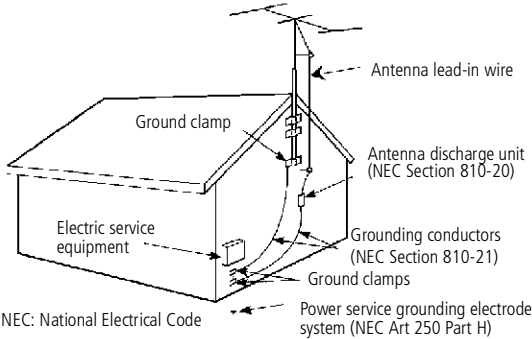 Antenna lead-in wire
Ground clamp
Antenna discharge unit
(NEC Section 810-20)
Electric service
equipment
Grounding conductors
(NEC Section 810-21)
Ground clamps
Power service grounding electrode
system (NEC Art 250 Part H)
NEC: National Electrical Code